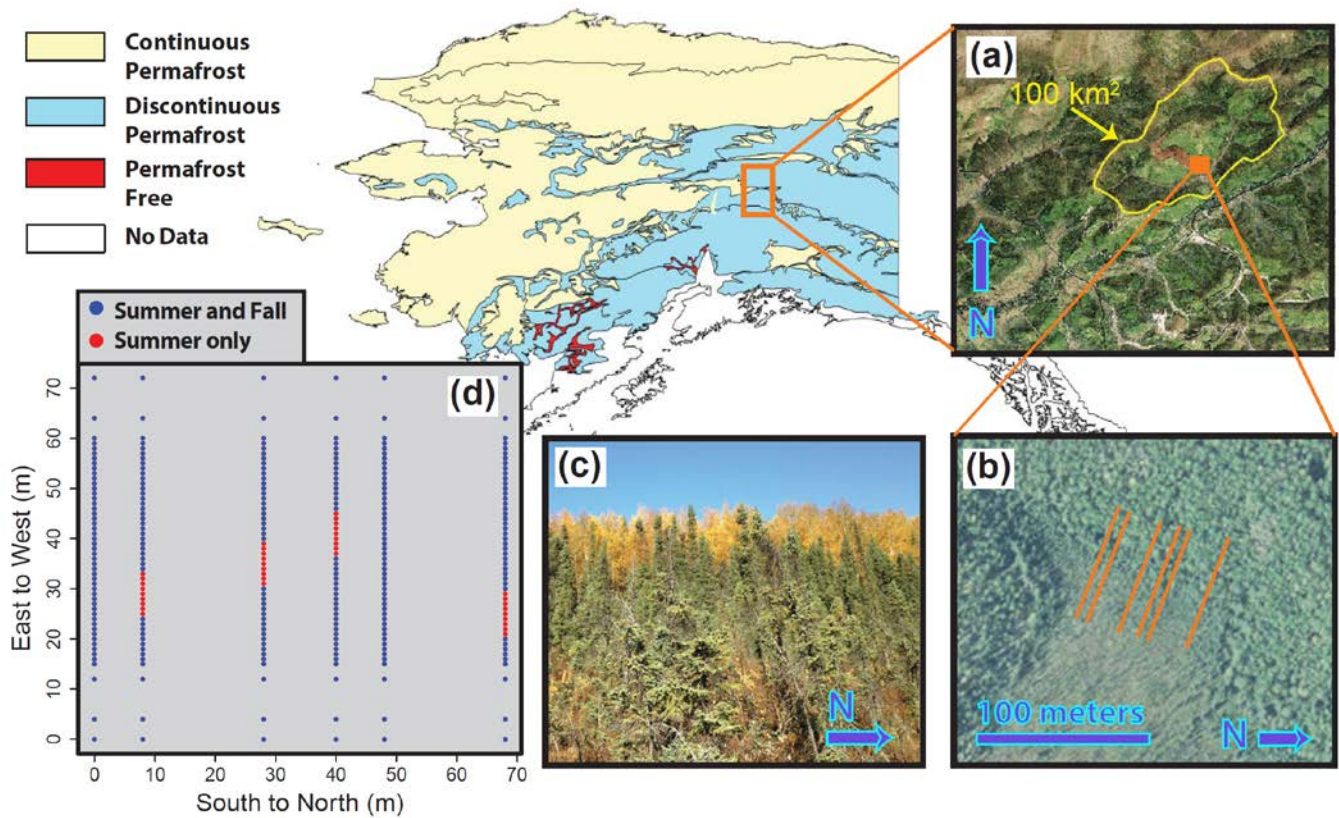 Continuous
Permafrost
Discontinuous
Permafrost
Permafrost
Free
No Data
(a)
100 km²
N
Summer and Fall
Summer only
(d)
East to West (m)
70
60
50
40
30
20
10
0
0 10 20 30 40 50 60 70
South to North (m)
(c)
N
(b)
100 meters
N